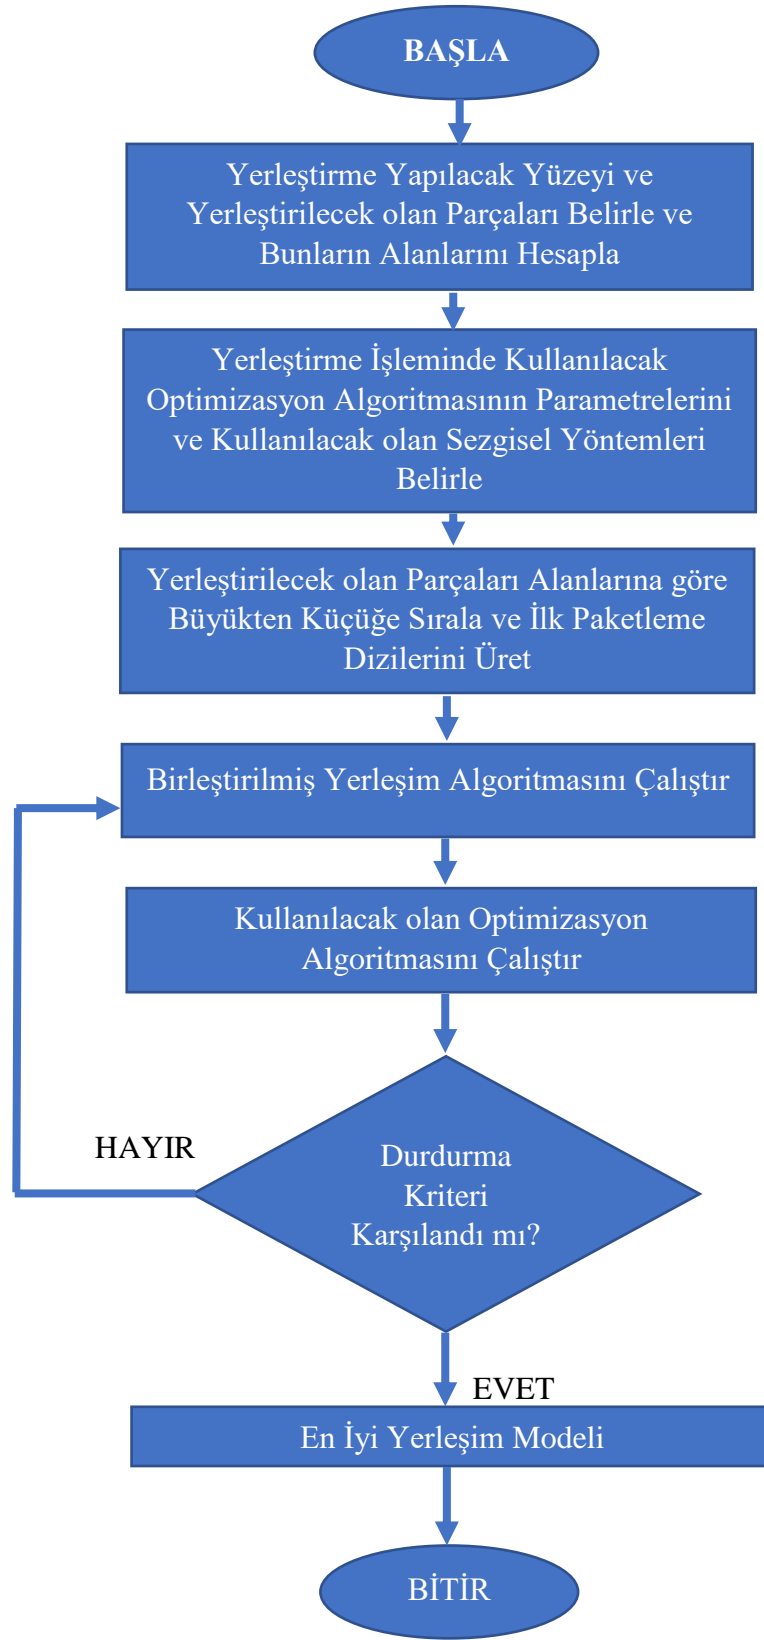 BAŞLA
Yerleştirme Yapılacak Yüzeyi ve
Yerleştirilecek olan Parçaları Belirle ve
Bunların Alanlarını Hesapla
Yerleştirme İşleminde Kullanılacak
Optimizasyon Algoritmasının Parametrelerini
ve Kullanılacak olan Sezgisel Yöntemleri
Belirle
Yerleştirilecek olan Parçaları Alanlarına göre
Büyükten Küçüğe Sırala ve İlk Paketleme
Dizilerini Üret
Birleştirilmiş Yerleşim Algoritmasını Çalıştır
Kullanılacak olan Optimizasyon
Algoritmasını Çalıştır
HAYIR
Durdurma
Kriteri
Karşılandı mı?
EVET
En İyi Yerleşim Modeli
BİTİR